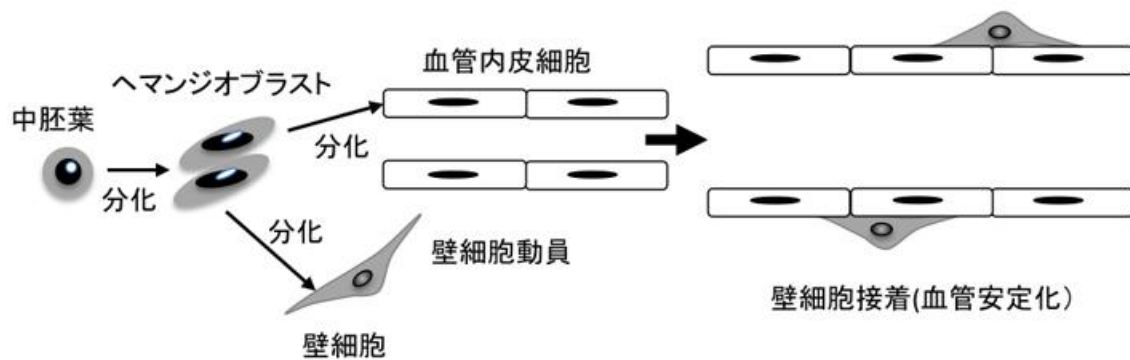 血管内皮細胞
ヘマンジオブラスト
中胚葉
分化
分化
分化
壁細胞動員
壁細胞
壁細胞接着(血管安定化）